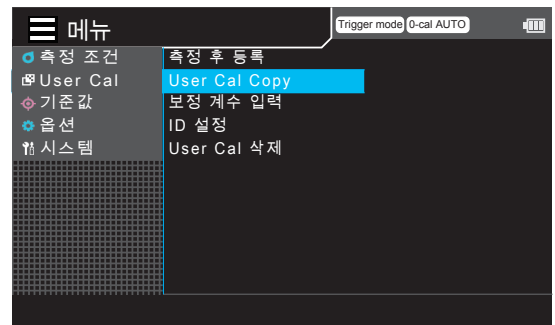 메뉴
Trigger mode 0-cal AUTO
측정 조건
User Cal
기준값
옵션
시스템
측정 후 등록
User Cal Copy
보정 계수 입력
ID 설정
User Cal 삭제